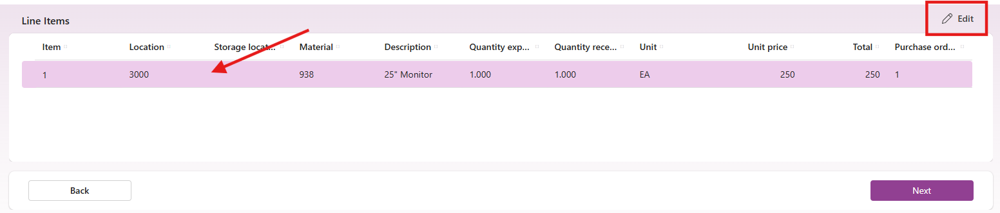 Line Items
Edit
Item Location Storage locat... Material Description Quantity exp... Quantity rece... Unit Unit price Total Purchase ord...
1 3000 938 25" Monitor 1.000 1.000 EA 250 250 1
Back Next